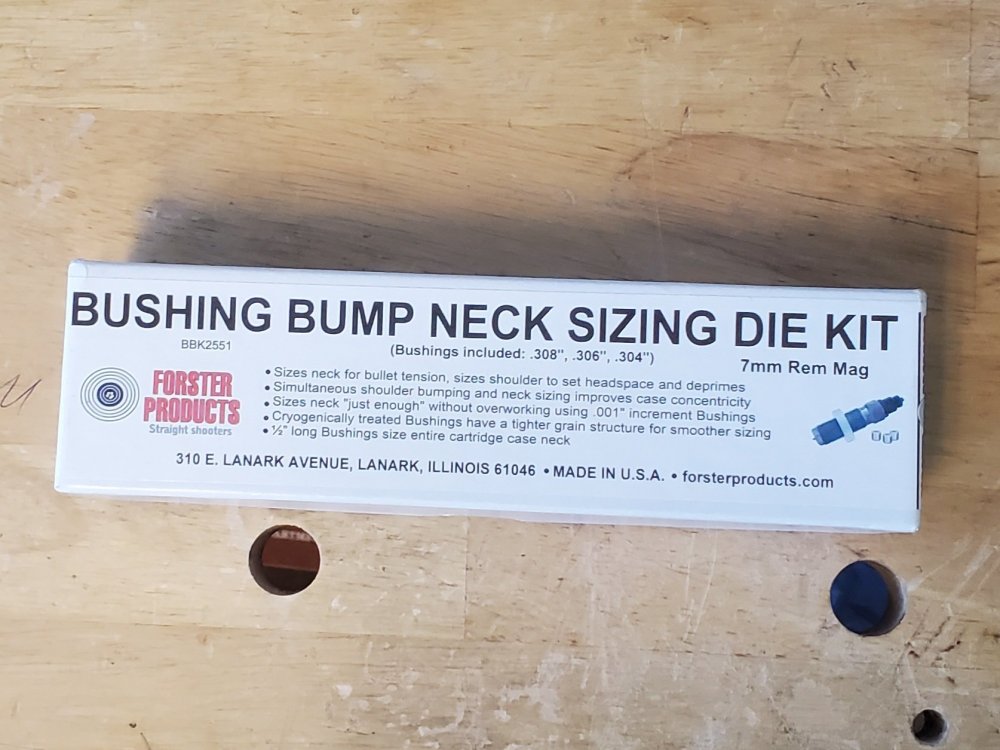 BUSHING BUMP NECK SIZING DIE KIT
BBK2551
(Bushings included: .308", .306", .304")
7mm Rem Mag
FORSTER
PRODUCTS
Straight shooters
• Sizes neck for bullet tension, sizes shoulder to set headspace and deprimes
• Simultaneous shoulder bumping and neck sizing improves case concentricity
• Sizes neck "just enough" without overworking using .001" increment Bushings
• Cryogenically treated Bushings have a tighter grain structure for smoother sizing
• ½" long Bushings size entire cartridge case neck
310 E. LANARK AVENUE, LANARK, ILLINOIS 61046 • MADE IN U.S.A. • forsterproducts.com